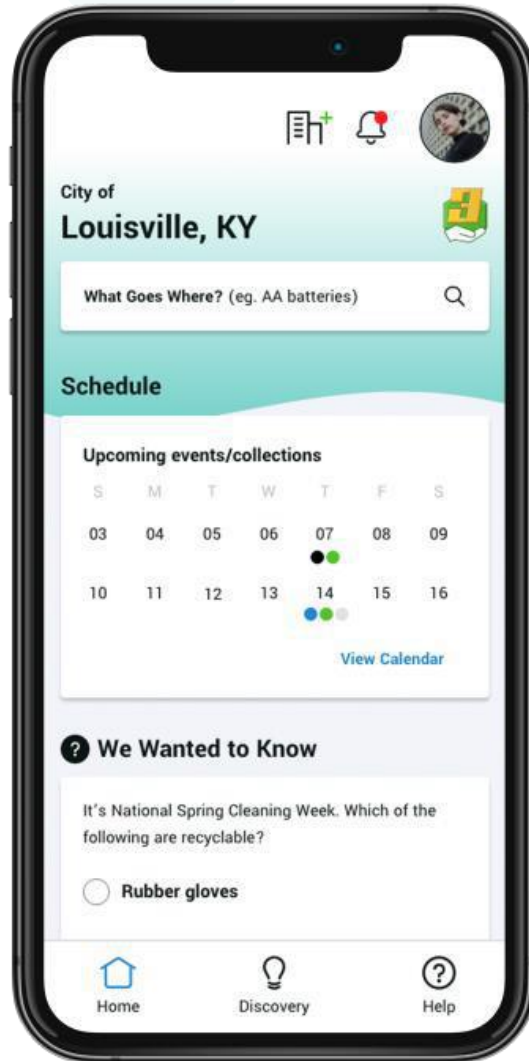 City of
Louisville, KY
What Goes Where? (eg. AA batteries)
Schedule
Upcoming events/collections
S M T W T F S
03 04 05 06 07 08 09
10 11 12 13 14 15 16
View Calendar
? We Wanted to Know
It's National Spring Cleaning Week. Which of the
following are recyclable?
Rubber gloves
Home Discovery Help